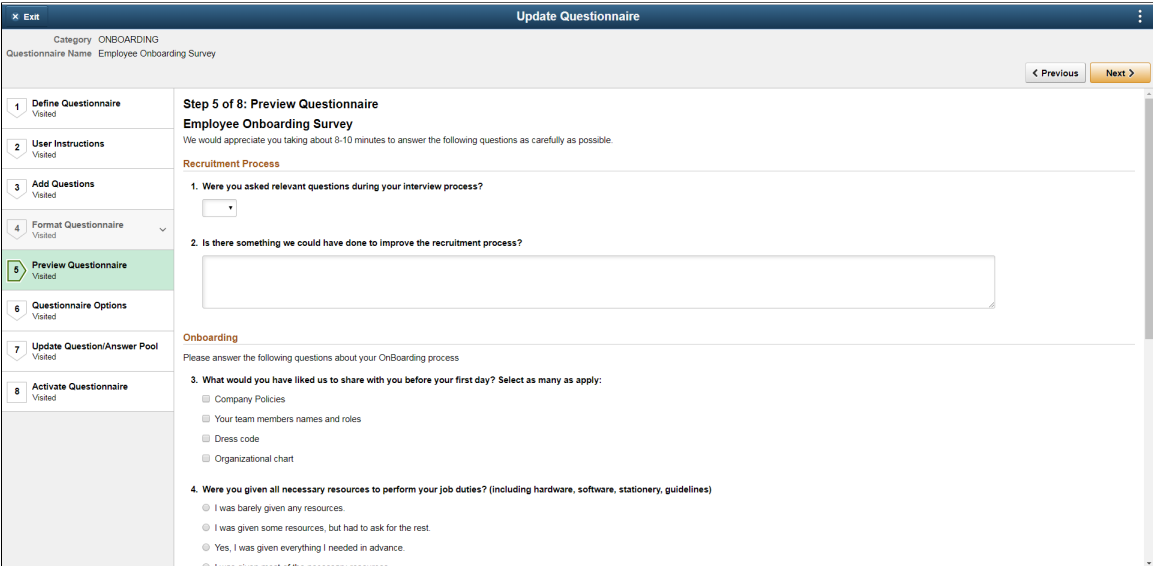 × Exit
Update Questionnaire
Category ONBOARDING
Questionnaire Name Employee Onboarding Survey
Previous
Next
1 Define Questionnaire
Visited
2 User Instructions
Visited
3 Add Questions
Visited
4 Format Questionnaire
Visited
5 Preview Questionnaire
Visited
6 Questionnaire Options
Visited
7 Update Question/Answer Pool
Visited
8 Activate Questionnaire
Visited
Step 5 of 8: Preview Questionnaire
Employee Onboarding Survey
We would appreciate you taking about 8-10 minutes to answer the following questions as carefully as possible.
Recruitment Process
1. Were you asked relevant questions during your interview process?
2. Is there something we could have done to improve the recruitment process?
Onboarding
Please answer the following questions about your OnBoarding process
3. What would you have liked us to share with you before your first day? Select as many as apply:
Company Policies
Your team members names and roles
Dress code
Organizational chart
4. Were you given all necessary resources to perform your job duties? (including hardware, software, stationery, guidelines)
I was barely given any resources.
I was given some resources, but had to ask for the rest.
Yes, I was given everything I needed in advance.